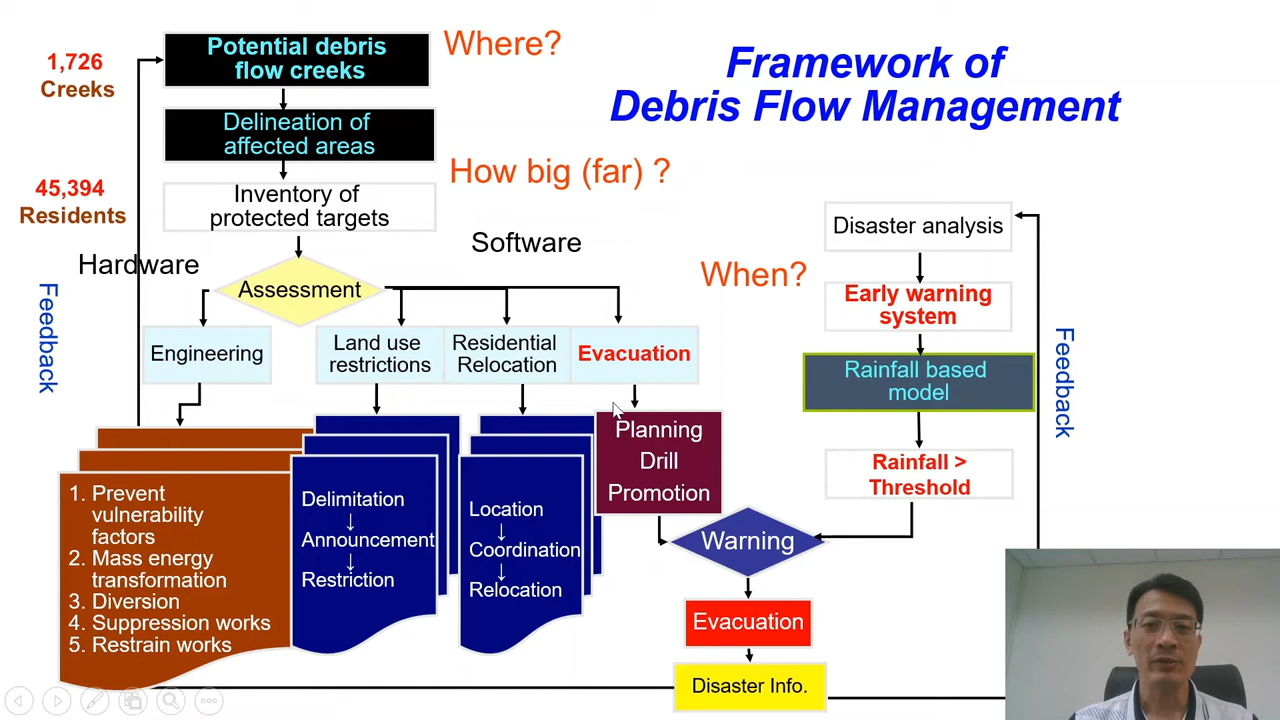 Framework of
Debris Flow Management
Potential debris
flow creeks
Where?
1,726
Creeks
Delineation of
affected areas
How big (far) ?
45,394
Residents
Inventory of
protected targets
Hardware
Software
Assessment
Feedback
Engineering
Land use
restrictions
Residential
Relocation
Evacuation
1. Prevent
vulnerability
factors
2. Mass energy
transformation
3. Diversion
4. Suppression works
5. Restrain works
Delimitation
Announcement
Restriction
Location
Coordination
Relocation
Planning
Drill
Promotion
When?
Disaster analysis
Early warning
system
Rainfall based
model
Rainfall >
Threshold
Feedback
Warning
Evacuation
Disaster Info.